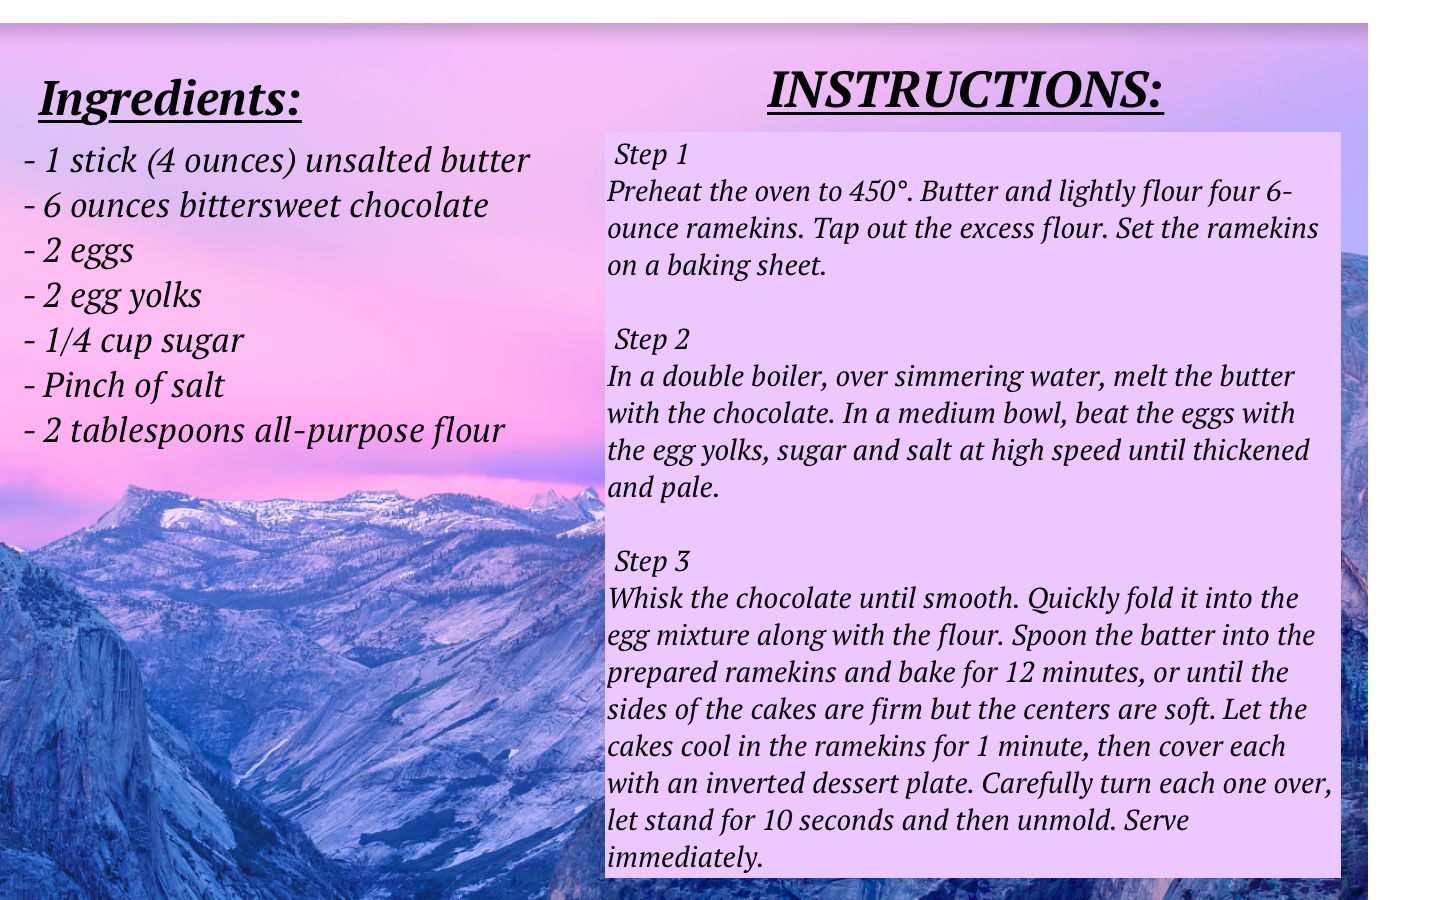 Ingredients:
- 1 stick (4 ounces) unsalted butter
- 6 ounces bittersweet chocolate
- 2 eggs
- 2 egg yolks
- 1/4 cup sugar
- Pinch of salt
- 2 tablespoons all-purpose flour
INSTRUCTIONS:
Step 1
Preheat the oven to 450°. Butter and lightly flour four 6-
ounce ramekins. Tap out the excess flour. Set the ramekins
on a baking sheet.
Step 2
In a double boiler, over simmering water, melt the butter
with the chocolate. In a medium bowl, beat the eggs with
the egg yolks, sugar and salt at high speed until thickened
and pale.
Step 3
Whisk the chocolate until smooth. Quickly fold it into the
egg mixture along with the flour. Spoon the batter into the
prepared ramekins and bake for 12 minutes, or until the
sides of the cakes are firm but the centers are soft. Let the
cakes cool in the ramekins for 1 minute, then cover each
with an inverted dessert plate. Carefully turn each one over,
let stand for 10 seconds and then unmold. Serve
immediately.